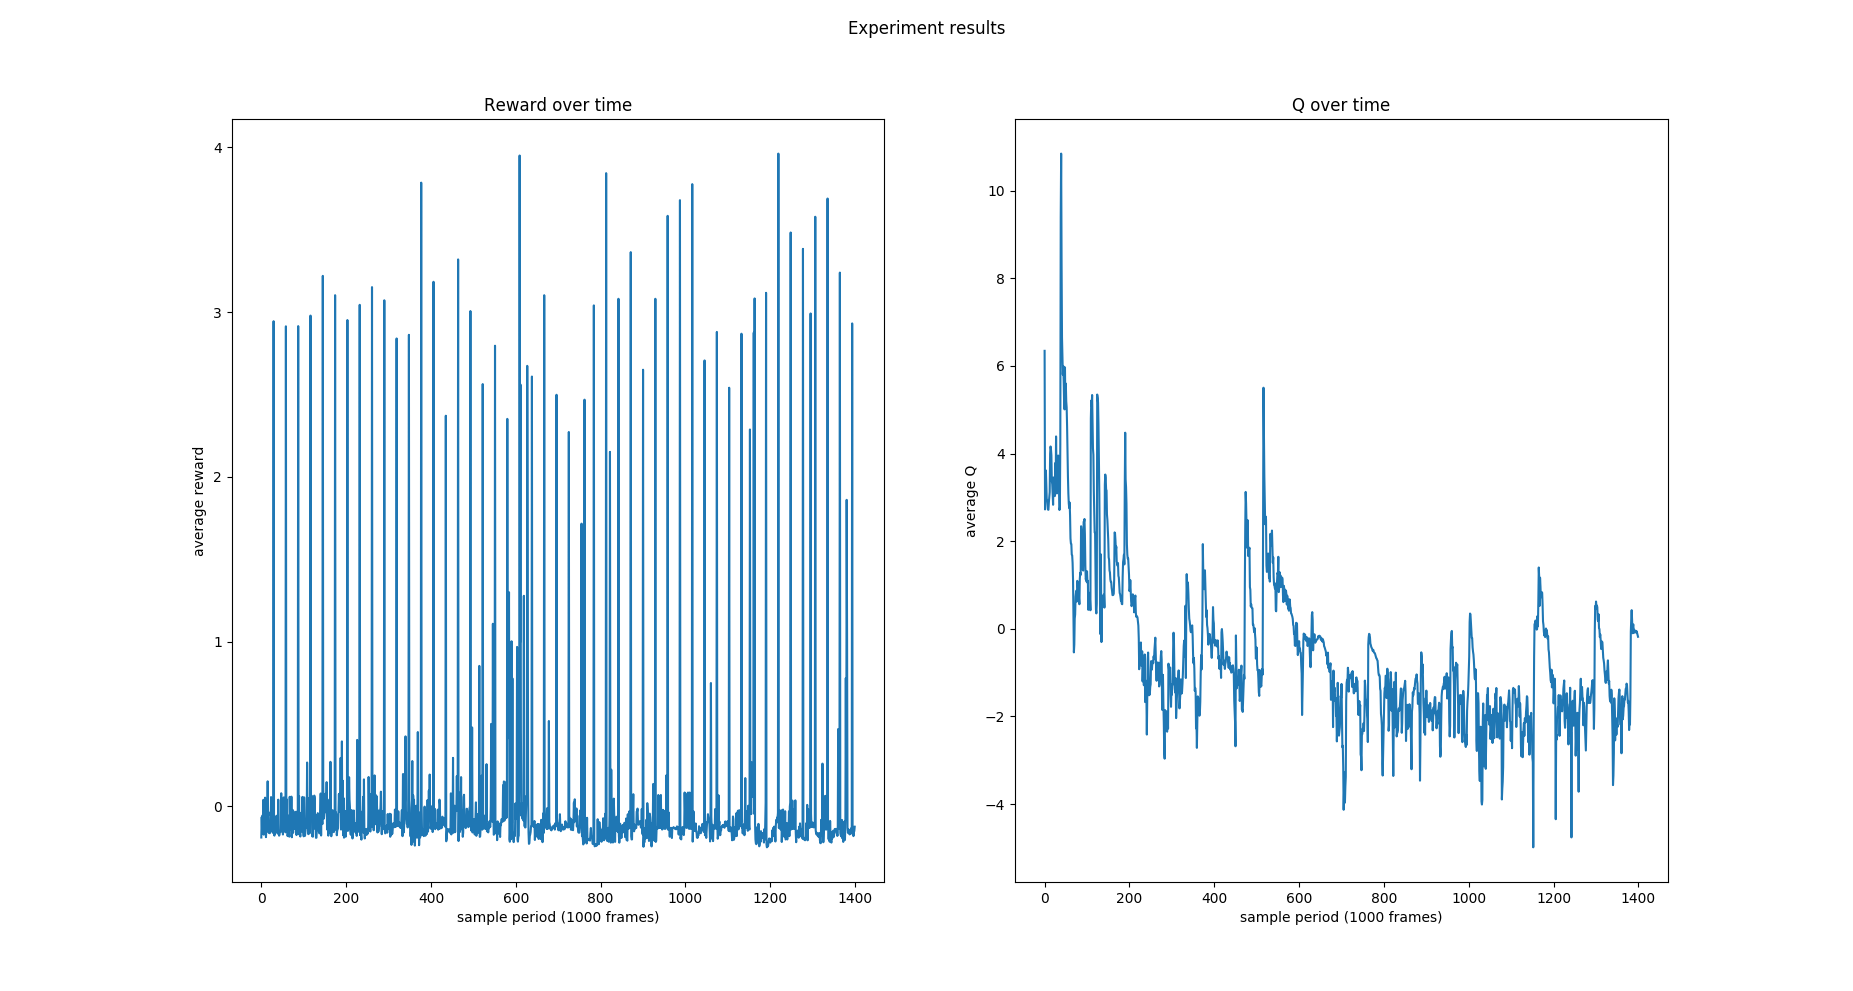 Experiment results
Reward over time
4
3
2
1
0
average reward
0 200 400 600 800 1000 1200 1400
sample period (1000 frames)
Q over time
10
8
6
4
2
0
−2
−4
average Q
0 200 400 600 800 1000 1200 1400
sample period (1000 frames)